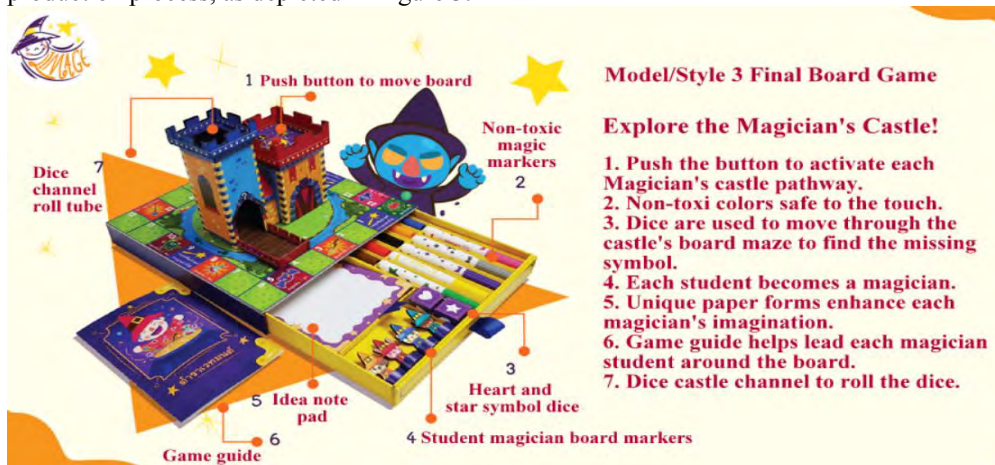 IMAGE
1 Push button to move board
Non-toxic
magic
markers
2
7
Dice
channel
roll tube
3
Heart and
star symbol dice
5 Idea note
pad
4 Student magician board markers
6
Game guide
Model/Style 3 Final Board Game
Explore the Magician's Castle!
1. Push the button to activate each
Magician's castle pathway.
2. Non-toxi colors safe to the touch.
3. Dice are used to move through the
castle's board maze to find the missing
symbol.
4. Each student becomes a magician.
5. Unique paper forms enhance each
magician's imagination.
6. Game guide helps lead each magician
student around the board.
7. Dice castle channel to roll the dice.